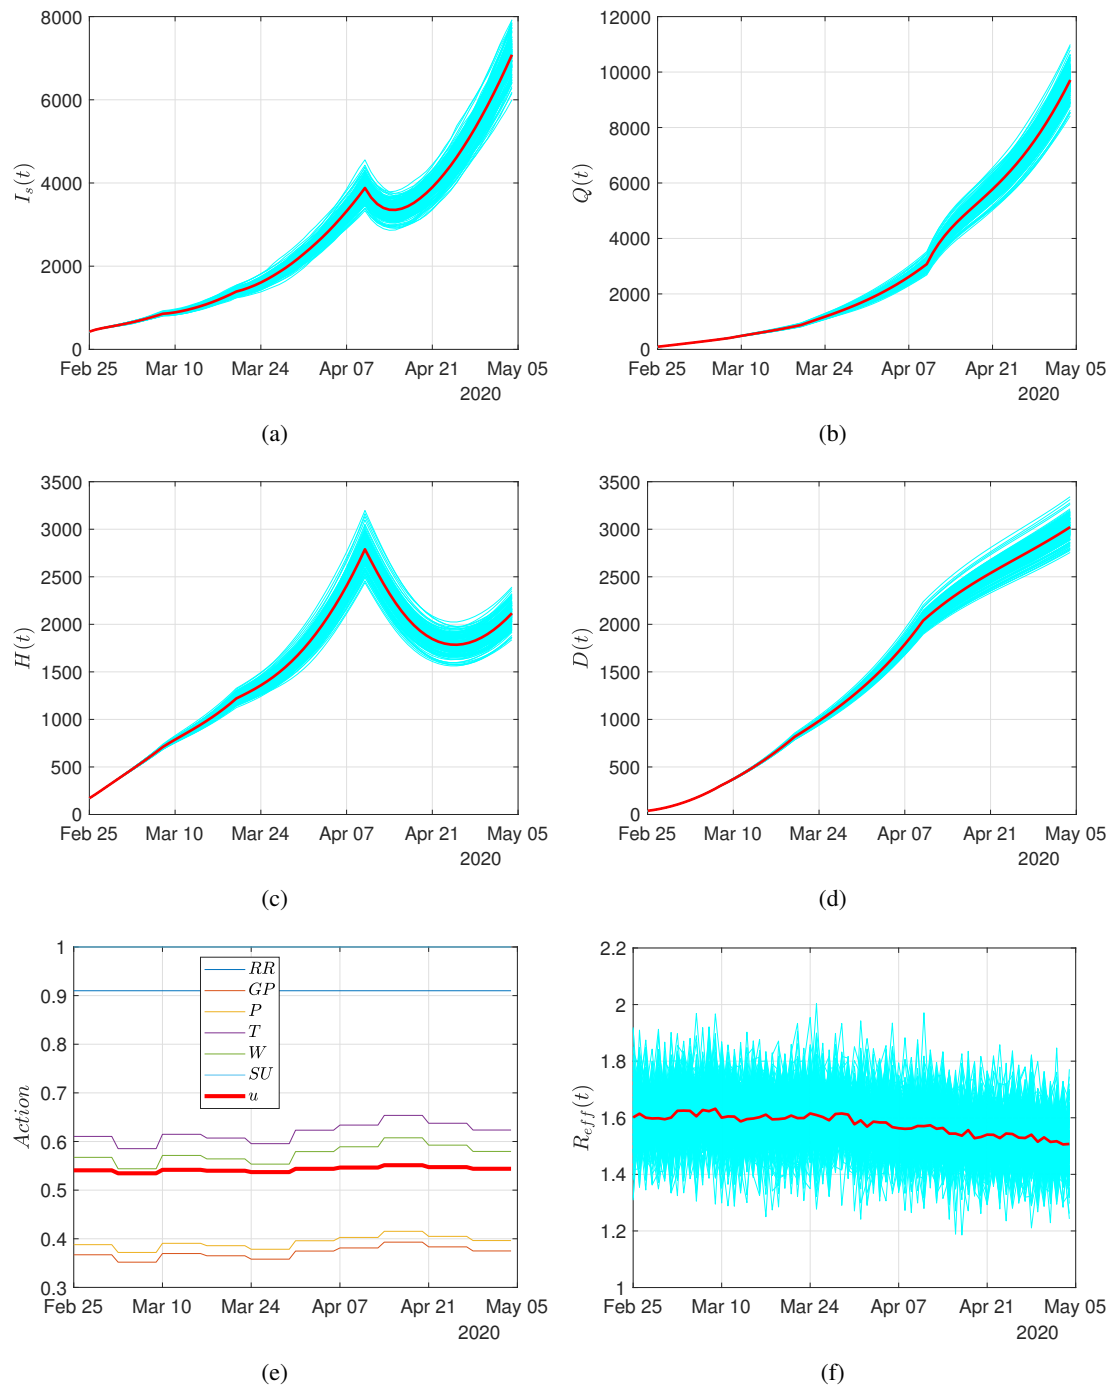 8000
6000
4000
2000
0
I_s(t)
Feb 25 Mar 10 Mar 24 Apr 07 Apr 21 May 05
2020
(a)
12000
10000
8000
6000
4000
2000
0
Q(t)
Feb 25 Mar 10 Mar 24 Apr 07 Apr 21 May 05
2020
(b)
3500
3000
2500
2000
1500
1000
500
0
H(t)
Feb 25 Mar 10 Mar 24 Apr 07 Apr 21 May 05
2020
(c)
3500
3000
2500
2000
1500
1000
500
0
D(t)
Feb 25 Mar 10 Mar 24 Apr 07 Apr 21 May 05
2020
(d)
1
0.9
0.8
0.7
0.6
0.5
0.4
0.3
Action
RR
GP
P
T
W
SU
u
Feb 25 Mar 10 Mar 24 Apr 07 Apr 21 May 05
2020
(e)
2.2
2
1.8
1.6
1.4
1.2
1
R_eff(t)
Feb 25 Mar 10 Mar 24 Apr 07 Apr 21 May 05
2020
(f)